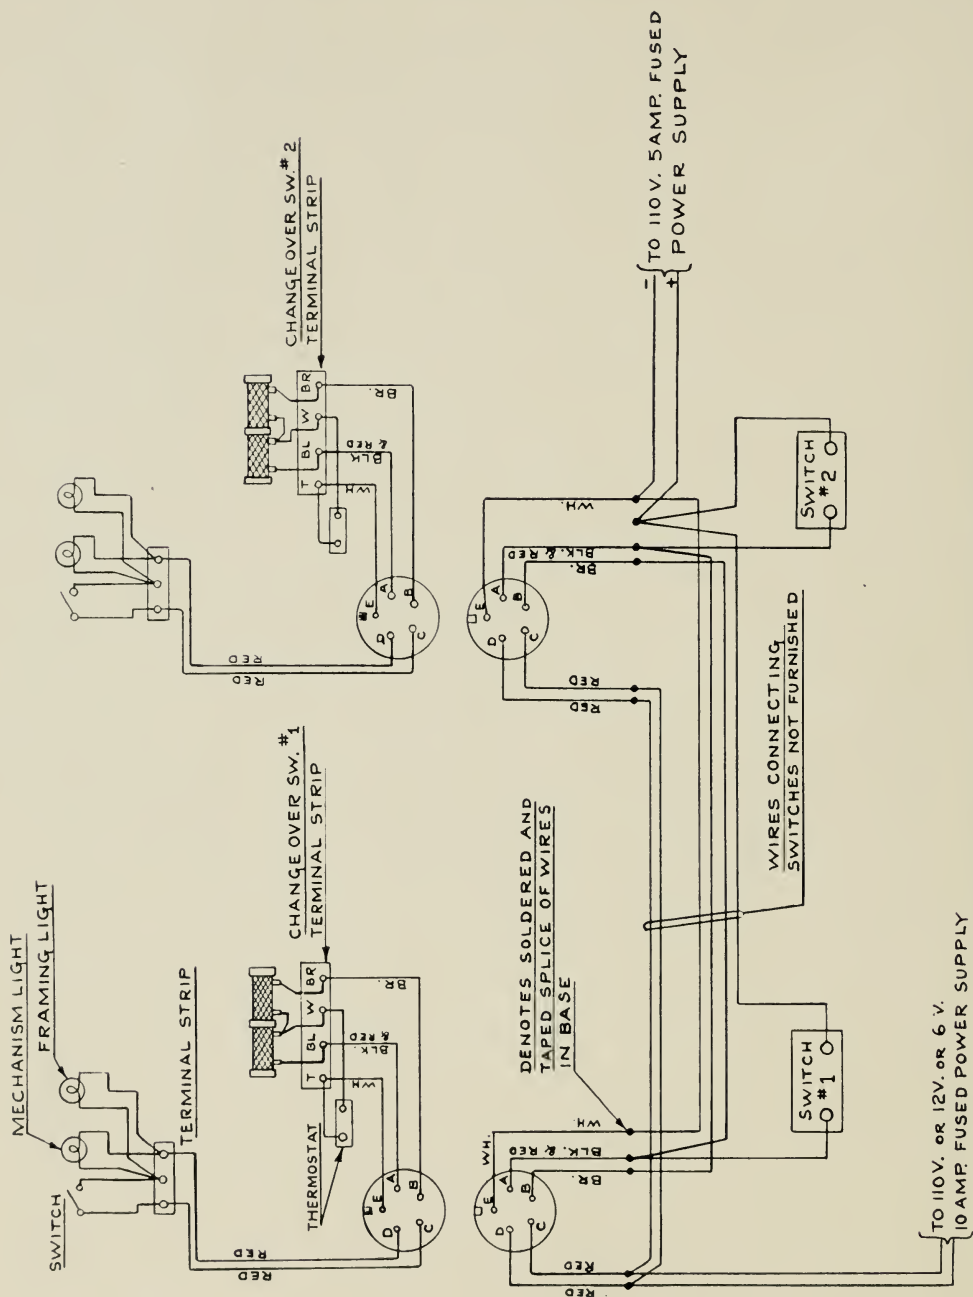 MECHANISM LIGHT
FRAMING LIGHT
SWITCH
TERMINAL STRIP
RED
RED
CHANGE OVER SW. #1
TERMINAL STRIP
THERMOSTAT
T BL W BR
WH
BLK.
& RED
BR.
D E A
C B
RED
RED
CHANGE OVER SW. #2
TERMINAL STRIP
T BL W BR
WH
BLK
& RED
BR.
D E A
C B
WH.
WH
BLK. & RED
BR.
D E A
C B
RED
RED
DENOTES SOLDERED AND
TAPED SPLICE OF WIRES
IN BASE
WH.
BLK. & RED
BR.
D E A
C B
RED
RED
- +
TO 110V. 5 AMP. FUSED
POWER SUPPLY
SWITCH
#1
SWITCH
#2
WIRES CONNECTING
SWITCHES NOT FURNISHED
TO 110V. OR 12V. OR 6 V.
10 AMP. FUSED POWER SUPPLY